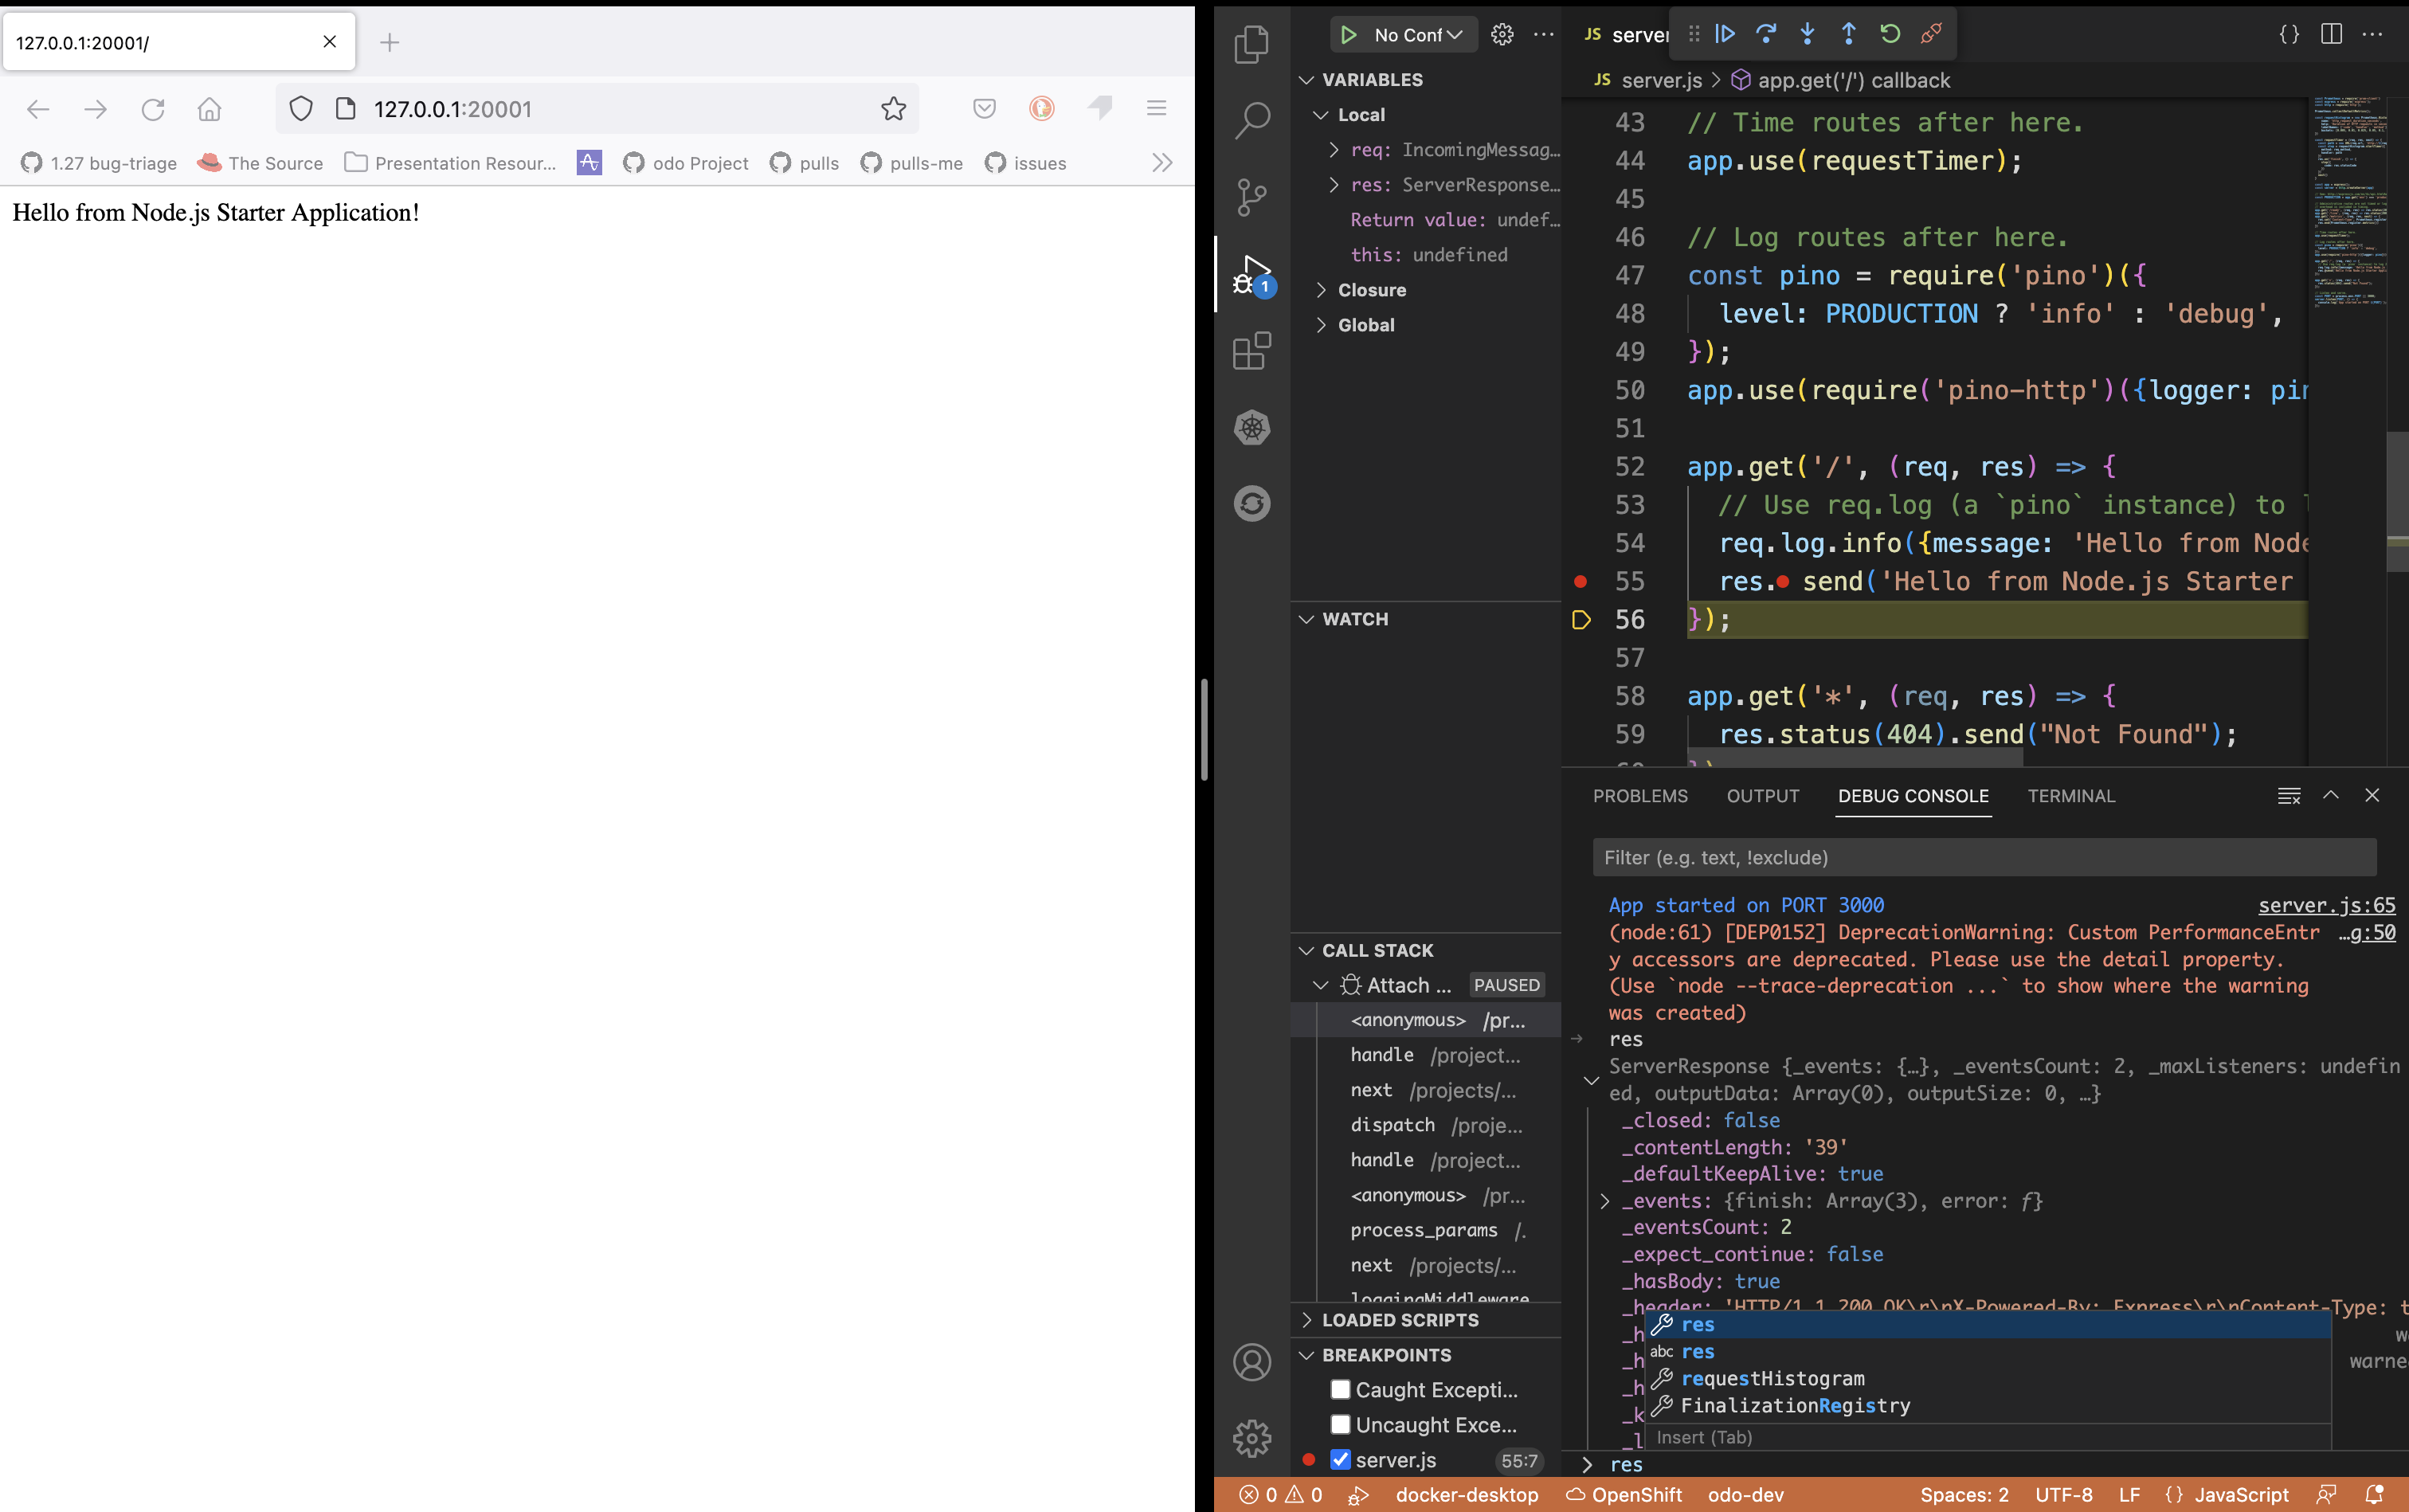 127.0.0.1:20001/
127.0.0.1:20001
1.27 bug-triage
The Source
Presentation Resour...
odo Project
pulls
pulls-me
issues
Hello from Node.js Starter Application!
1
No Conf
VARIABLES
Local
req: IncomingMessag...
res: ServerResponse...
Return value: undef...
this: undefined
Closure
Global
WATCH
CALL STACK
Attach ... PAUSED
<anonymous> /pr...
handle /project...
next /projects/...
dispatch /proje...
handle /project...
<anonymous> /pr...
process_params /.
next /projects/...
loggingMiddleware
LOADED SCRIPTS
BREAKPOINTS
Caught Excepti...
Uncaught Exce...
server.js 55:7
JS server
JS server.js > app.get('/') callback
43 // Time routes after here.
44 app.use(requestTimer);
45
46 // Log routes after here.
47 const pino = require('pino')({
48 level: PRODUCTION ? 'info' : 'debug',
49 });
50 app.use(require('pino-http')({logger: pin
51
52 app.get('/', (req, res) => {
53 // Use req.log (a `pino` instance) to
54 req.log.info({message: 'Hello from Node
55 res. send('Hello from Node.js Starter
56 });
57
58 app.get('*', (req, res) => {
59 res.status(404).send("Not Found");
PROBLEMS OUTPUT DEBUG CONSOLE TERMINAL
Filter (e.g. text, !exclude)
App started on PORT 3000 server.js:65
(node:61) [DEP0152] DeprecationWarning: Custom PerformanceEntr …g:50
y accessors are deprecated. Please use the detail property.
(Use `node --trace-deprecation ...` to show where the warning
was created)
res
ServerResponse {_events: {…}, _eventsCount: 2, _maxListeners: undefin
ed, outputData: Array(0), outputSize: 0, …}
_closed: false
_contentLength: '39'
_defaultKeepAlive: true
_events: {finish: Array(3), error: ƒ}
_eventsCount: 2
_expect_continue: false
_hasBody: true
_header: 'HTTP/1.1 200 OK\r\nX-Powered-By: Express\r\nContent-Type: t
res
abc res
requestHistogram
FinalizationRegistry
Insert (Tab)
res
0 0 docker-desktop OpenShift odo-dev Spaces: 2 UTF-8 LF {} JavaScript